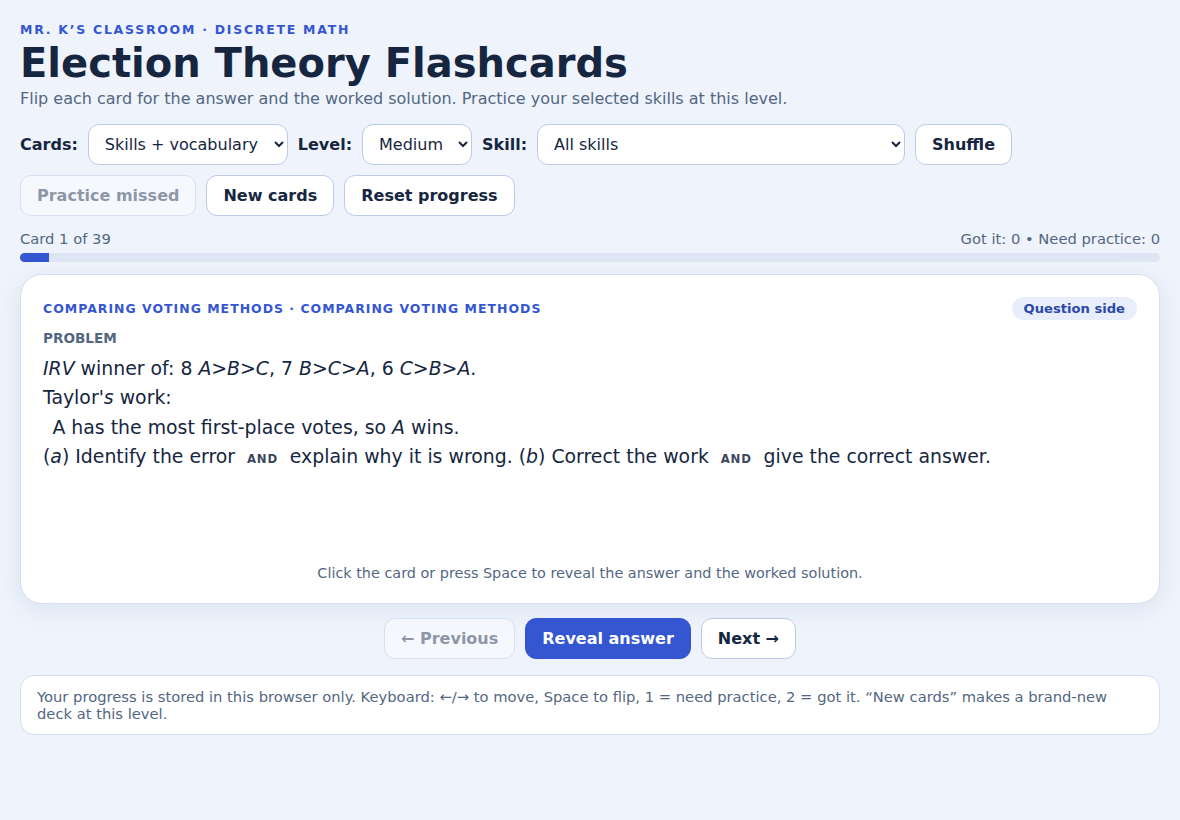 MR. K’S CLASSROOM · DISCRETE MATH
Election Theory Flashcards
Flip each card for the answer and the worked solution. Practice your selected skills at this level.
Cards: Skills + vocabulary Level: Medium Skill: All skills Shuffle
Practice missed New cards Reset progress
Card 1 of 39 Got it: 0 • Need practice: 0
COMPARING VOTING METHODS · COMPARING VOTING METHODS Question side
PROBLEM
IRV winner of: 8 A>B>C, 7 B>C>A, 6 C>B>A.
Taylor's work:
A has the most first-place votes, so A wins.
(a) Identify the error AND explain why it is wrong. (b) Correct the work AND give the correct answer.
Click the card or press Space to reveal the answer and the worked solution.
← Previous Reveal answer Next →
Your progress is stored in this browser only. Keyboard: ←/→ to move, Space to flip, 1 = need practice, 2 = got it. “New cards” makes a brand-new
deck at this level.